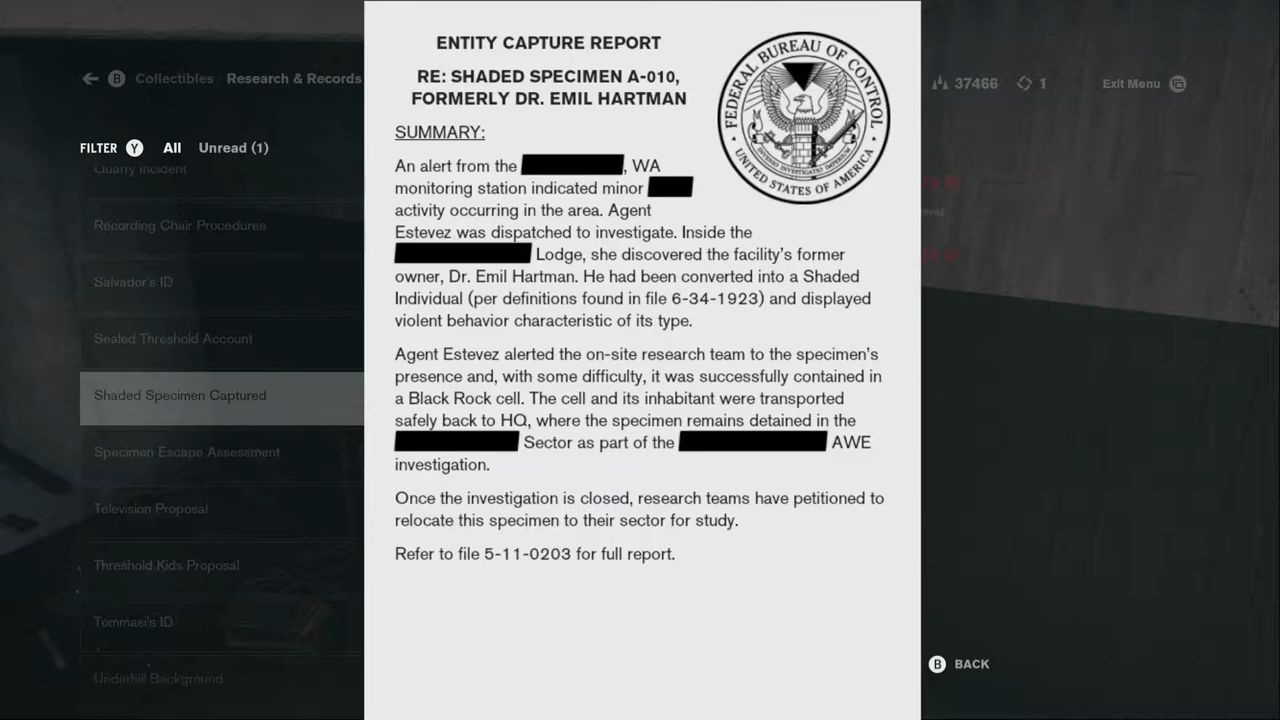 ENTITY CAPTURE REPORT
RE: SHADED SPECIMEN A-010,
FORMERLY DR. EMIL HARTMAN
FEDERAL BUREAU OF CONTROL
UNITED STATES OF AMERICA
SUMMARY:
An alert from the , WA
monitoring station indicated minor
activity occurring in the area. Agent
Estevez was dispatched to investigate. Inside the
Lodge, she discovered the facility's former
owner, Dr. Emil Hartman. He had been converted into a Shaded
Individual (per definitions found in file 6-34-1923) and displayed
violent behavior characteristic of its type.
Agent Estevez alerted the on-site research team to the specimen's
presence and, with some difficulty, it was successfully contained in
a Black Rock cell. The cell and its inhabitant were transported
safely back to HQ, where the specimen remains detained in the
Sector as part of the AWE
investigation.
Once the investigation is closed, research teams have petitioned to
relocate this specimen to their sector for study.
Refer to file 5-11-0203 for full report.
B Collectibles Research & Records
37466 1 Exit Menu
FILTER Y All Unread (1)
Quarry Incident
Recording Chair Procedures
Salvador's ID
Sealed Threshold Account
Shaded Specimen Captured
Specimen Escape Assessment
Television Proposal
Threshold Kids Proposal
Tommasi's ID
Underhill Background
B BACK